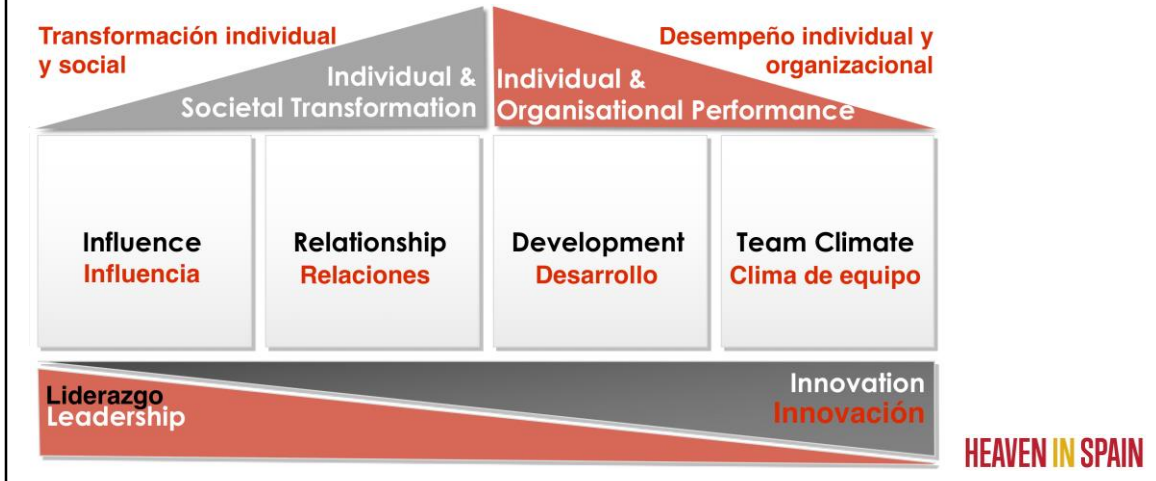 Transformación individual
y social
Individual &
Societal Transformation
Desempeño individual y
organizacional
Individual &
Organisational Performance
Influence
Influencia
Relationship
Relaciones
Development
Desarrollo
Team Climate
Clima de equipo
Liderazgo
Leadership
Innovation
Innovación
HEAVEN IN SPAIN